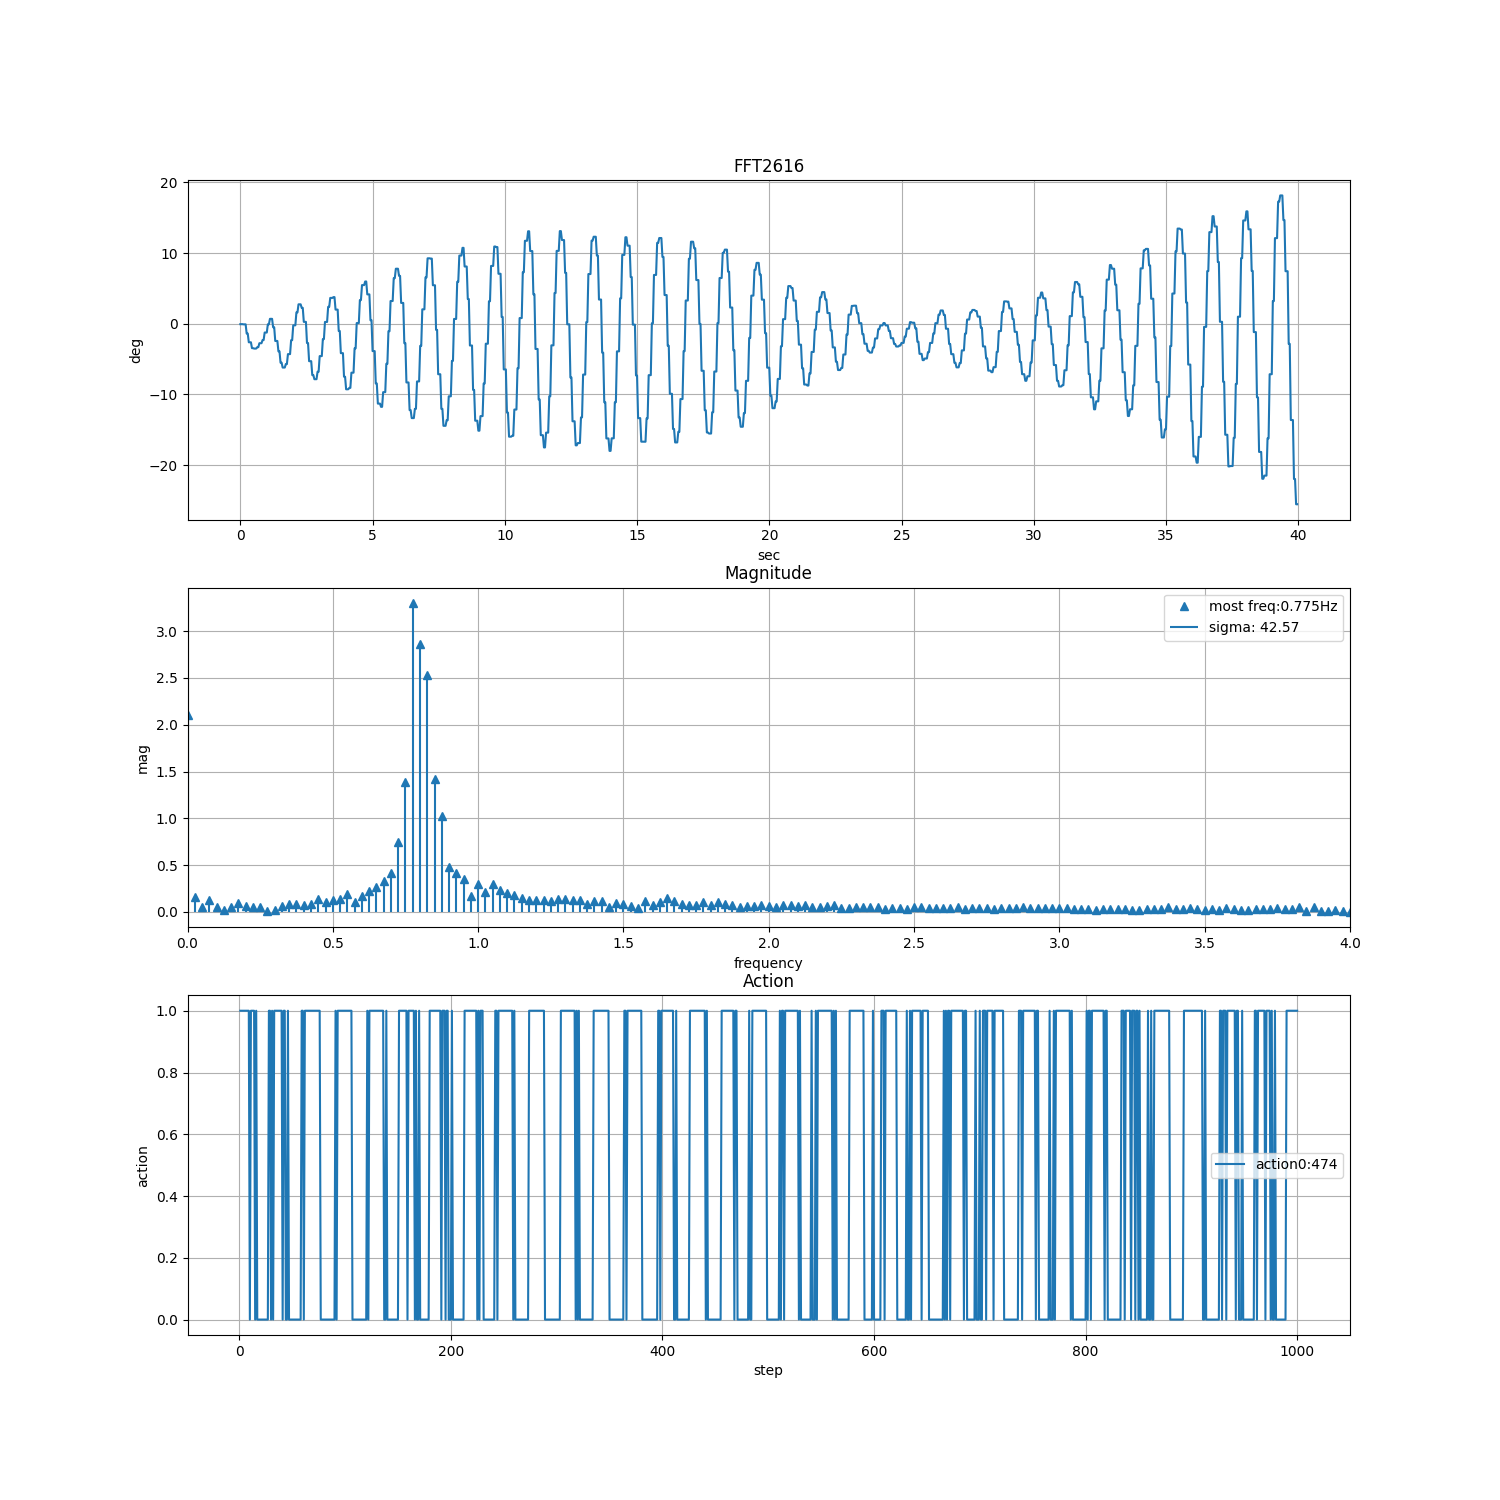 FFT2616
20
10
0
−10
−20
deg
0 5 10 15 20 25 30 35 40
sec
Magnitude
most freq:0.775Hz
sigma: 42.57
3.0
2.5
2.0
1.5
1.0
0.5
0.0
mag
0.0 0.5 1.0 1.5 2.0 2.5 3.0 3.5 4.0
frequency
Action
1.0
0.8
0.6
0.4
0.2
0.0
action
action0:474
0 200 400 600 800 1000
step